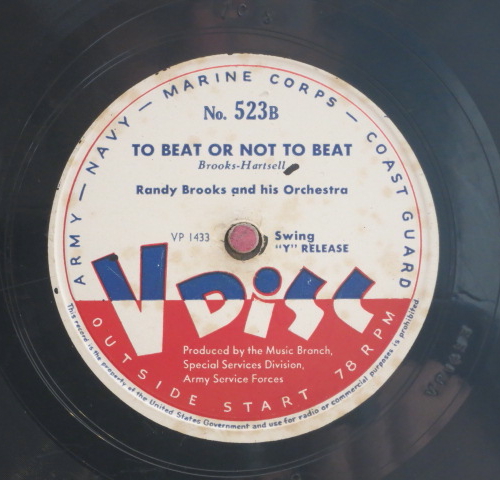 ARMY — NAVY — MARINE CORPS — COAST GUARD
No. 523B
TO BEAT OR NOT TO BEAT
Brooks-Hartsell
Randy Brooks and his Orchestra
VP 1433
Swing
"Y" RELEASE
V DISC
Produced by the Music Branch,
Special Services Division,
Army Service Forces
OUTSIDE START 78 RPM
This record is the property of the United States Government and use for radio or commercial purposes is prohibited